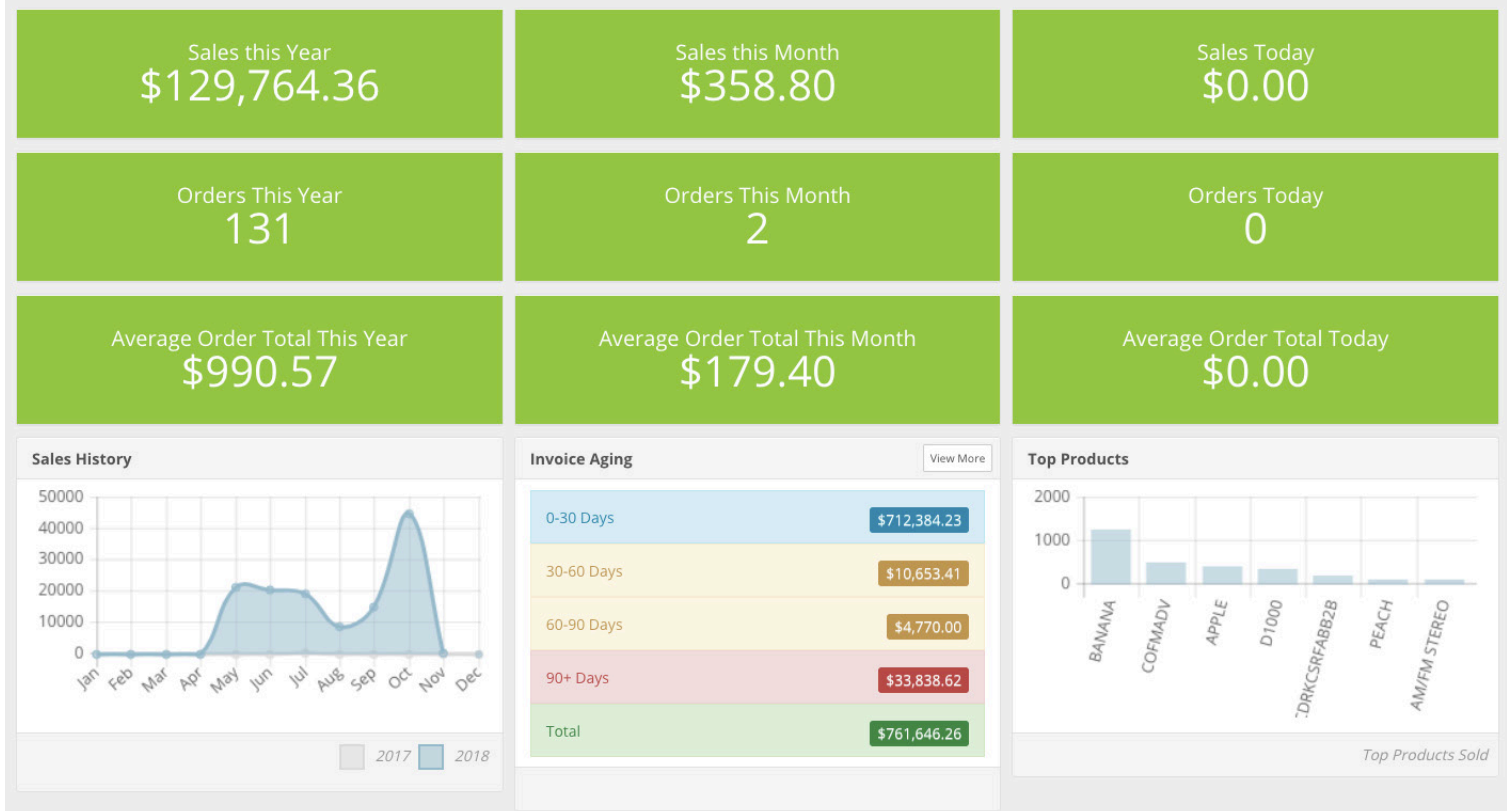 Sales this Year
$129,764.36
Sales this Month
$358.80
Sales Today
$0.00
Orders This Year
131
Orders This Month
2
Orders Today
0
Average Order Total This Year
$990.57
Average Order Total This Month
$179.40
Average Order Total Today
$0.00
Sales History
50000
40000
30000
20000
10000
0
Jan
Feb
Mar
Apr
May
Jun
Jul
Aug
Sep
Oct
Nov
Dec
2017
2018
Invoice Aging
View More
0-30 Days
$712,384.23
30-60 Days
$10,653.41
60-90 Days
$4,770.00
90+ Days
$33,838.62
Total
$761,646.26
Top Products
2000
1000
0
BANANA
COFMADV
APPLE
D1000
PEACH
AM/FM STEREO
Top Products Sold